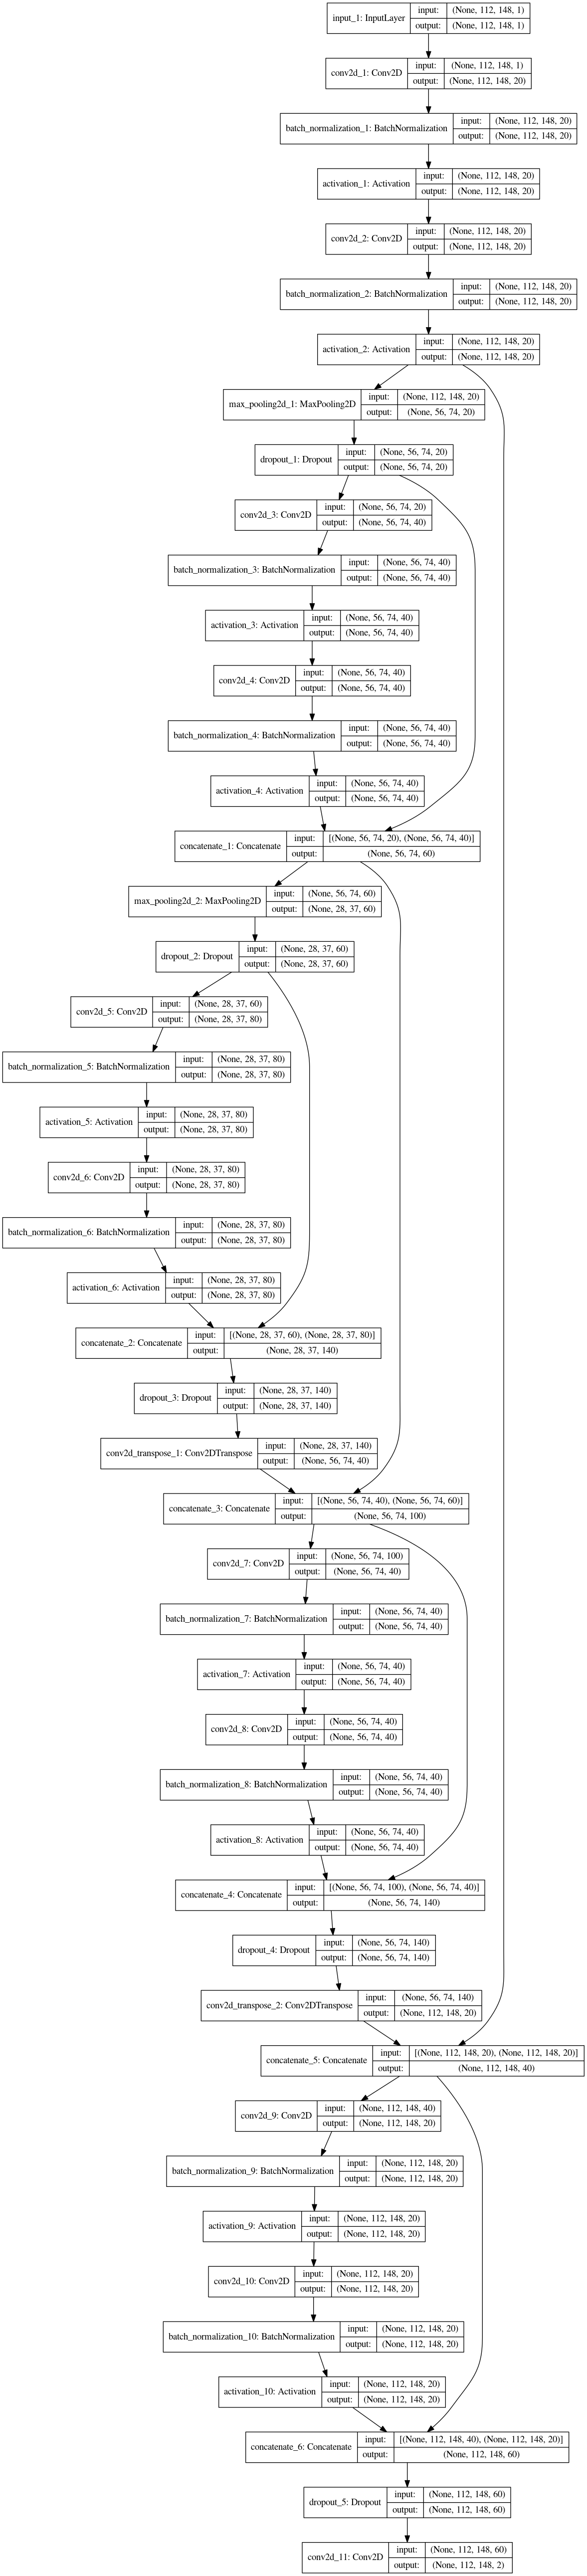 input_1: InputLayer input: (None, 112, 148, 1)
output: (None, 112, 148, 1)
conv2d_1: Conv2D input: (None, 112, 148, 1)
output: (None, 112, 148, 20)
batch_normalization_1: BatchNormalization input: (None, 112, 148, 20)
output: (None, 112, 148, 20)
activation_1: Activation input: (None, 112, 148, 20)
output: (None, 112, 148, 20)
conv2d_2: Conv2D input: (None, 112, 148, 20)
output: (None, 112, 148, 20)
batch_normalization_2: BatchNormalization input: (None, 112, 148, 20)
output: (None, 112, 148, 20)
activation_2: Activation input: (None, 112, 148, 20)
output: (None, 112, 148, 20)
max_pooling2d_1: MaxPooling2D input: (None, 112, 148, 20)
output: (None, 56, 74, 20)
dropout_1: Dropout input: (None, 56, 74, 20)
output: (None, 56, 74, 20)
conv2d_3: Conv2D input: (None, 56, 74, 20)
output: (None, 56, 74, 40)
batch_normalization_3: BatchNormalization input: (None, 56, 74, 40)
output: (None, 56, 74, 40)
activation_3: Activation input: (None, 56, 74, 40)
output: (None, 56, 74, 40)
conv2d_4: Conv2D input: (None, 56, 74, 40)
output: (None, 56, 74, 40)
batch_normalization_4: BatchNormalization input: (None, 56, 74, 40)
output: (None, 56, 74, 40)
activation_4: Activation input: (None, 56, 74, 40)
output: (None, 56, 74, 40)
concatenate_1: Concatenate input: [(None, 56, 74, 20), (None, 56, 74, 40)]
output: (None, 56, 74, 60)
max_pooling2d_2: MaxPooling2D input: (None, 56, 74, 60)
output: (None, 28, 37, 60)
dropout_2: Dropout input: (None, 28, 37, 60)
output: (None, 28, 37, 60)
conv2d_5: Conv2D input: (None, 28, 37, 60)
output: (None, 28, 37, 80)
batch_normalization_5: BatchNormalization input: (None, 28, 37, 80)
output: (None, 28, 37, 80)
activation_5: Activation input: (None, 28, 37, 80)
output: (None, 28, 37, 80)
conv2d_6: Conv2D input: (None, 28, 37, 80)
output: (None, 28, 37, 80)
batch_normalization_6: BatchNormalization input: (None, 28, 37, 80)
output: (None, 28, 37, 80)
activation_6: Activation input: (None, 28, 37, 80)
output: (None, 28, 37, 80)
concatenate_2: Concatenate input: [(None, 28, 37, 60), (None, 28, 37, 80)]
output: (None, 28, 37, 140)
dropout_3: Dropout input: (None, 28, 37, 140)
output: (None, 28, 37, 140)
conv2d_transpose_1: Conv2DTranspose input: (None, 28, 37, 140)
output: (None, 56, 74, 40)
concatenate_3: Concatenate input: [(None, 56, 74, 40), (None, 56, 74, 60)]
output: (None, 56, 74, 100)
conv2d_7: Conv2D input: (None, 56, 74, 100)
output: (None, 56, 74, 40)
batch_normalization_7: BatchNormalization input: (None, 56, 74, 40)
output: (None, 56, 74, 40)
activation_7: Activation input: (None, 56, 74, 40)
output: (None, 56, 74, 40)
conv2d_8: Conv2D input: (None, 56, 74, 40)
output: (None, 56, 74, 40)
batch_normalization_8: BatchNormalization input: (None, 56, 74, 40)
output: (None, 56, 74, 40)
activation_8: Activation input: (None, 56, 74, 40)
output: (None, 56, 74, 40)
concatenate_4: Concatenate input: [(None, 56, 74, 100), (None, 56, 74, 40)]
output: (None, 56, 74, 140)
dropout_4: Dropout input: (None, 56, 74, 140)
output: (None, 56, 74, 140)
conv2d_transpose_2: Conv2DTranspose input: (None, 56, 74, 140)
output: (None, 112, 148, 20)
concatenate_5: Concatenate input: [(None, 112, 148, 20), (None, 112, 148, 20)]
output: (None, 112, 148, 40)
conv2d_9: Conv2D input: (None, 112, 148, 40)
output: (None, 112, 148, 20)
batch_normalization_9: BatchNormalization input: (None, 112, 148, 20)
output: (None, 112, 148, 20)
activation_9: Activation input: (None, 112, 148, 20)
output: (None, 112, 148, 20)
conv2d_10: Conv2D input: (None, 112, 148, 20)
output: (None, 112, 148, 20)
batch_normalization_10: BatchNormalization input: (None, 112, 148, 20)
output: (None, 112, 148, 20)
activation_10: Activation input: (None, 112, 148, 20)
output: (None, 112, 148, 20)
concatenate_6: Concatenate input: [(None, 112, 148, 40), (None, 112, 148, 20)]
output: (None, 112, 148, 60)
dropout_5: Dropout input: (None, 112, 148, 60)
output: (None, 112, 148, 60)
conv2d_11: Conv2D input: (None, 112, 148, 60)
output: (None, 112, 148, 2)